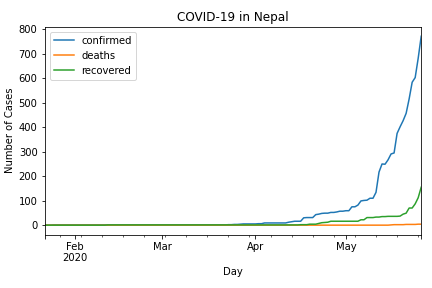 COVID-19 in Nepal
confirmed
deaths
recovered
Number of Cases
800
700
600
500
400
300
200
100
0
Feb Mar Apr May
2020
Day